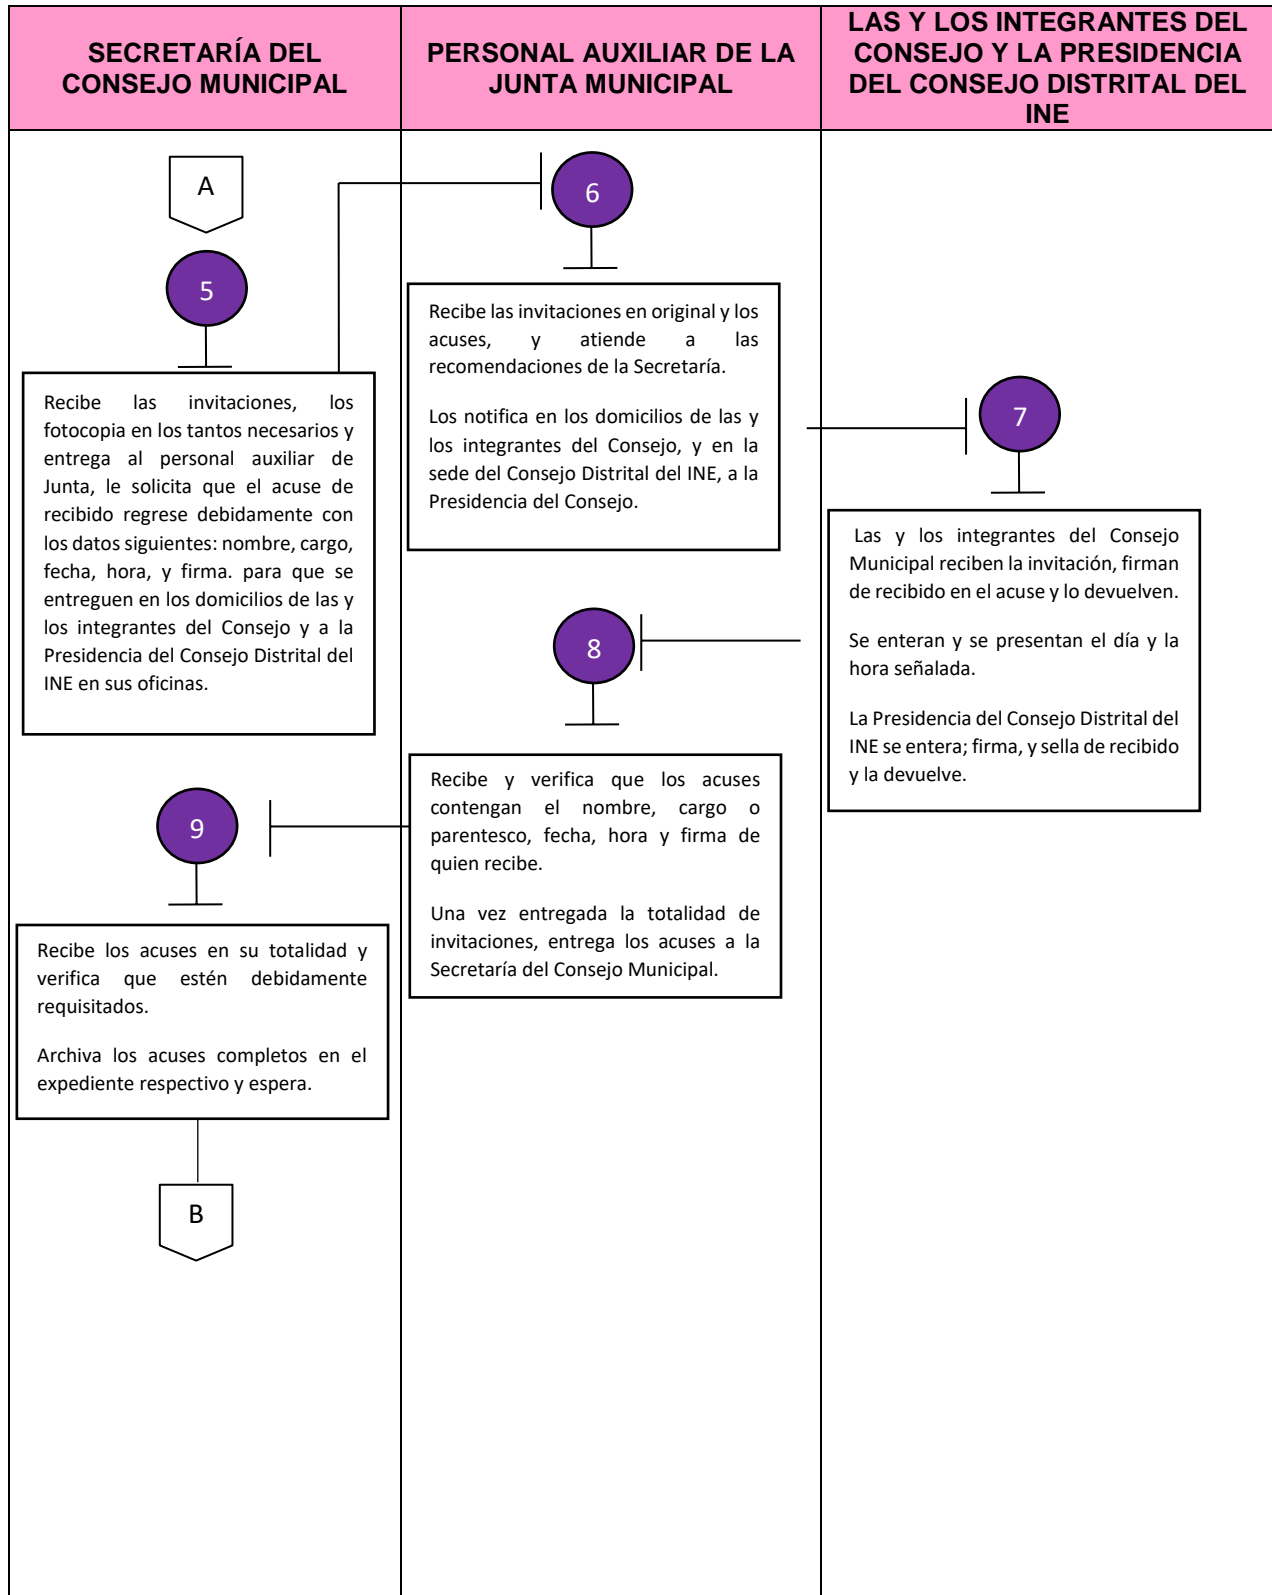 SECRETARÍA DEL
CONSEJO MUNICIPAL
PERSONAL AUXILIAR DE LA
JUNTA MUNICIPAL
LAS Y LOS INTEGRANTES DEL
CONSEJO Y LA PRESIDENCIA
DEL CONSEJO DISTRITAL DEL
INE
A
5
Recibe las invitaciones, los
fotocopia en los tantos necesarios y
entrega al personal auxiliar de
Junta, le solicita que el acuse de
recibido regrese debidamente con
los datos siguientes: nombre, cargo,
fecha, hora, y firma. para que se
entreguen en los domicilios de las y
los integrantes del Consejo y a la
Presidencia del Consejo Distrital del
INE en sus oficinas.
6
Recibe las invitaciones en original y los
acuses, y atiende a las
recomendaciones de la Secretaría.
Los notifica en los domicilios de las y
los integrantes del Consejo, y en la
sede del Consejo Distrital del INE, a la
Presidencia del Consejo.
7
Las y los integrantes del Consejo
Municipal reciben la invitación, firman
de recibido en el acuse y lo devuelven.
Se enteran y se presentan el día y la
hora señalada.
La Presidencia del Consejo Distrital del
INE se entera; firma, y sella de recibido
y la devuelve.
8
Recibe y verifica que los acuses
contengan el nombre, cargo o
parentesco, fecha, hora y firma de
quien recibe.
Una vez entregada la totalidad de
invitaciones, entrega los acuses a la
Secretaría del Consejo Municipal.
9
Recibe los acuses en su totalidad y
verifica que estén debidamente
requisitados.
Archiva los acuses completos en el
expediente respectivo y espera.
B